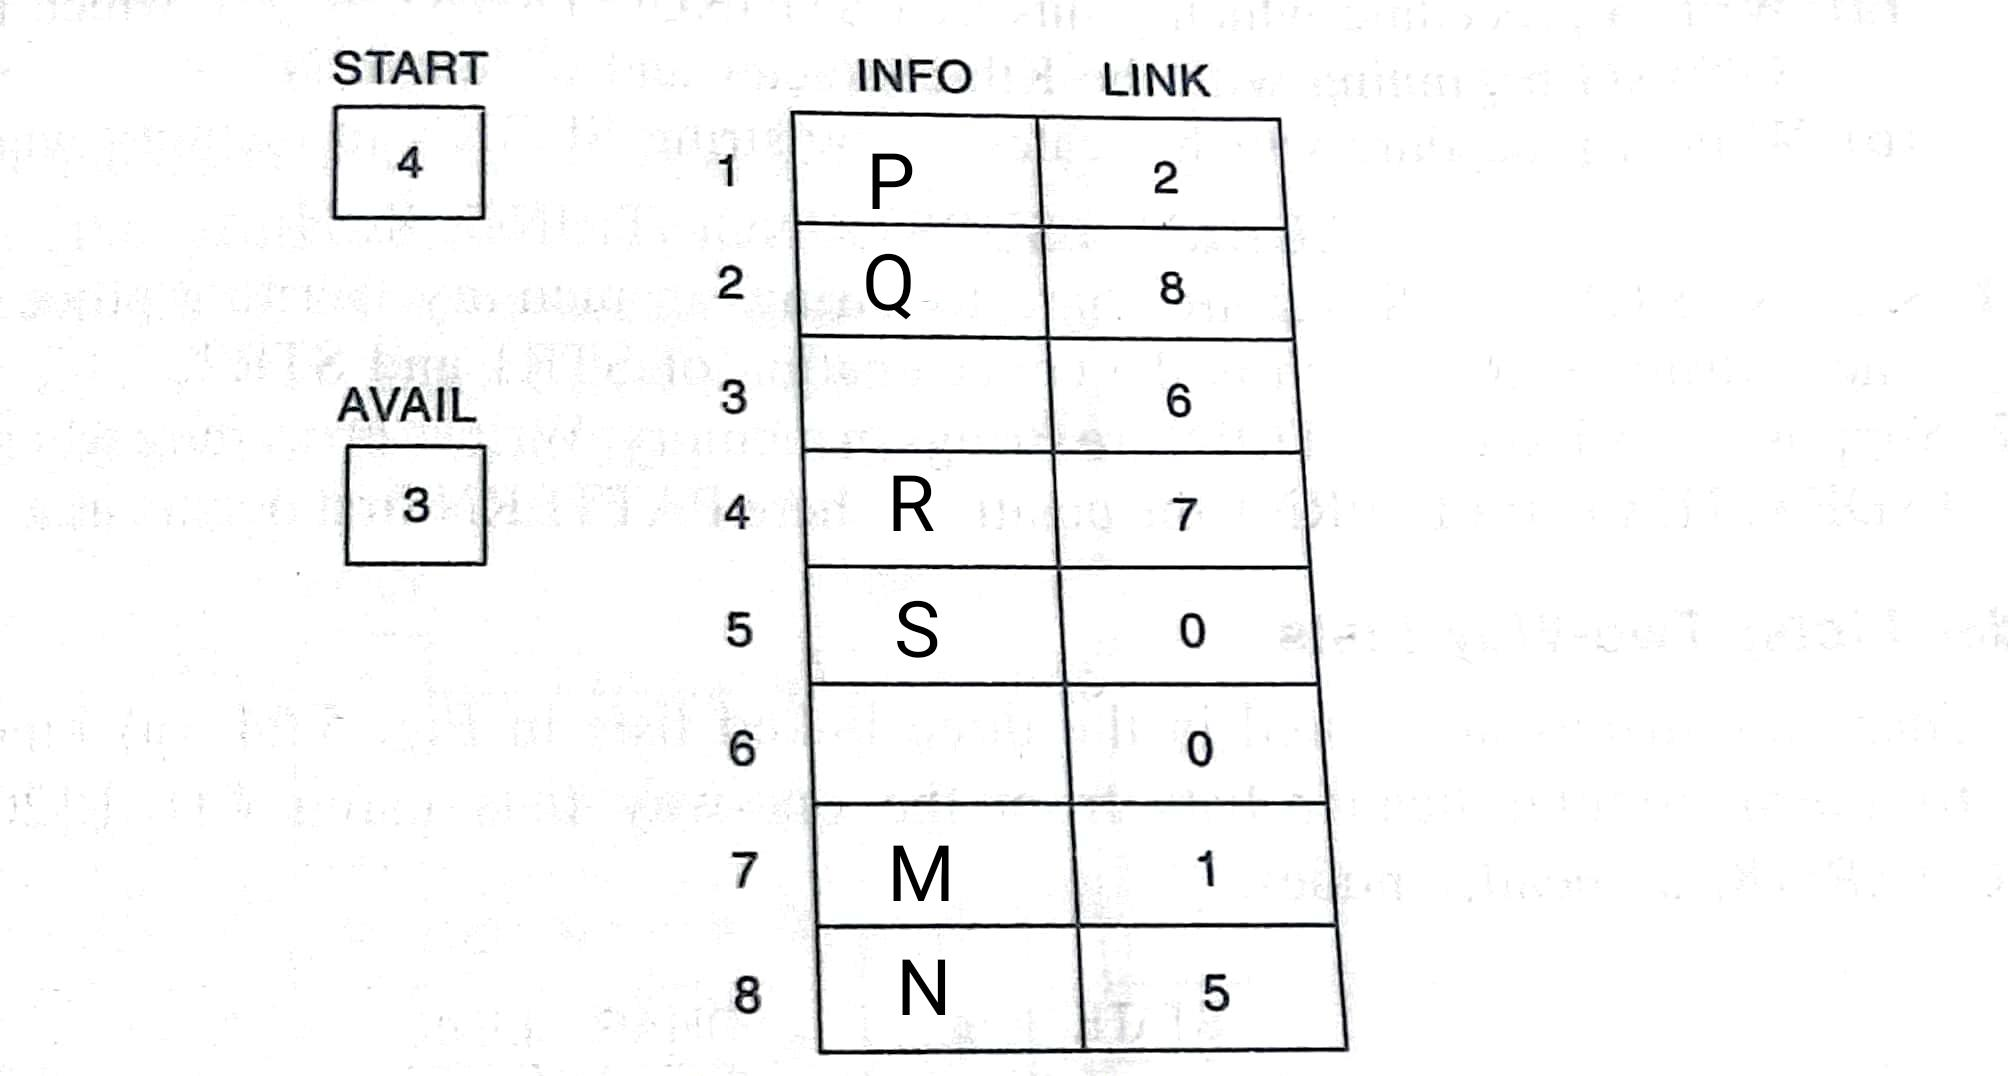 START
4
AVAIL
3
INFO LINK
1 P 2
2 Q 8
3 6
4 R 7
5 S 0
6 0
7 M 1
8 N 5